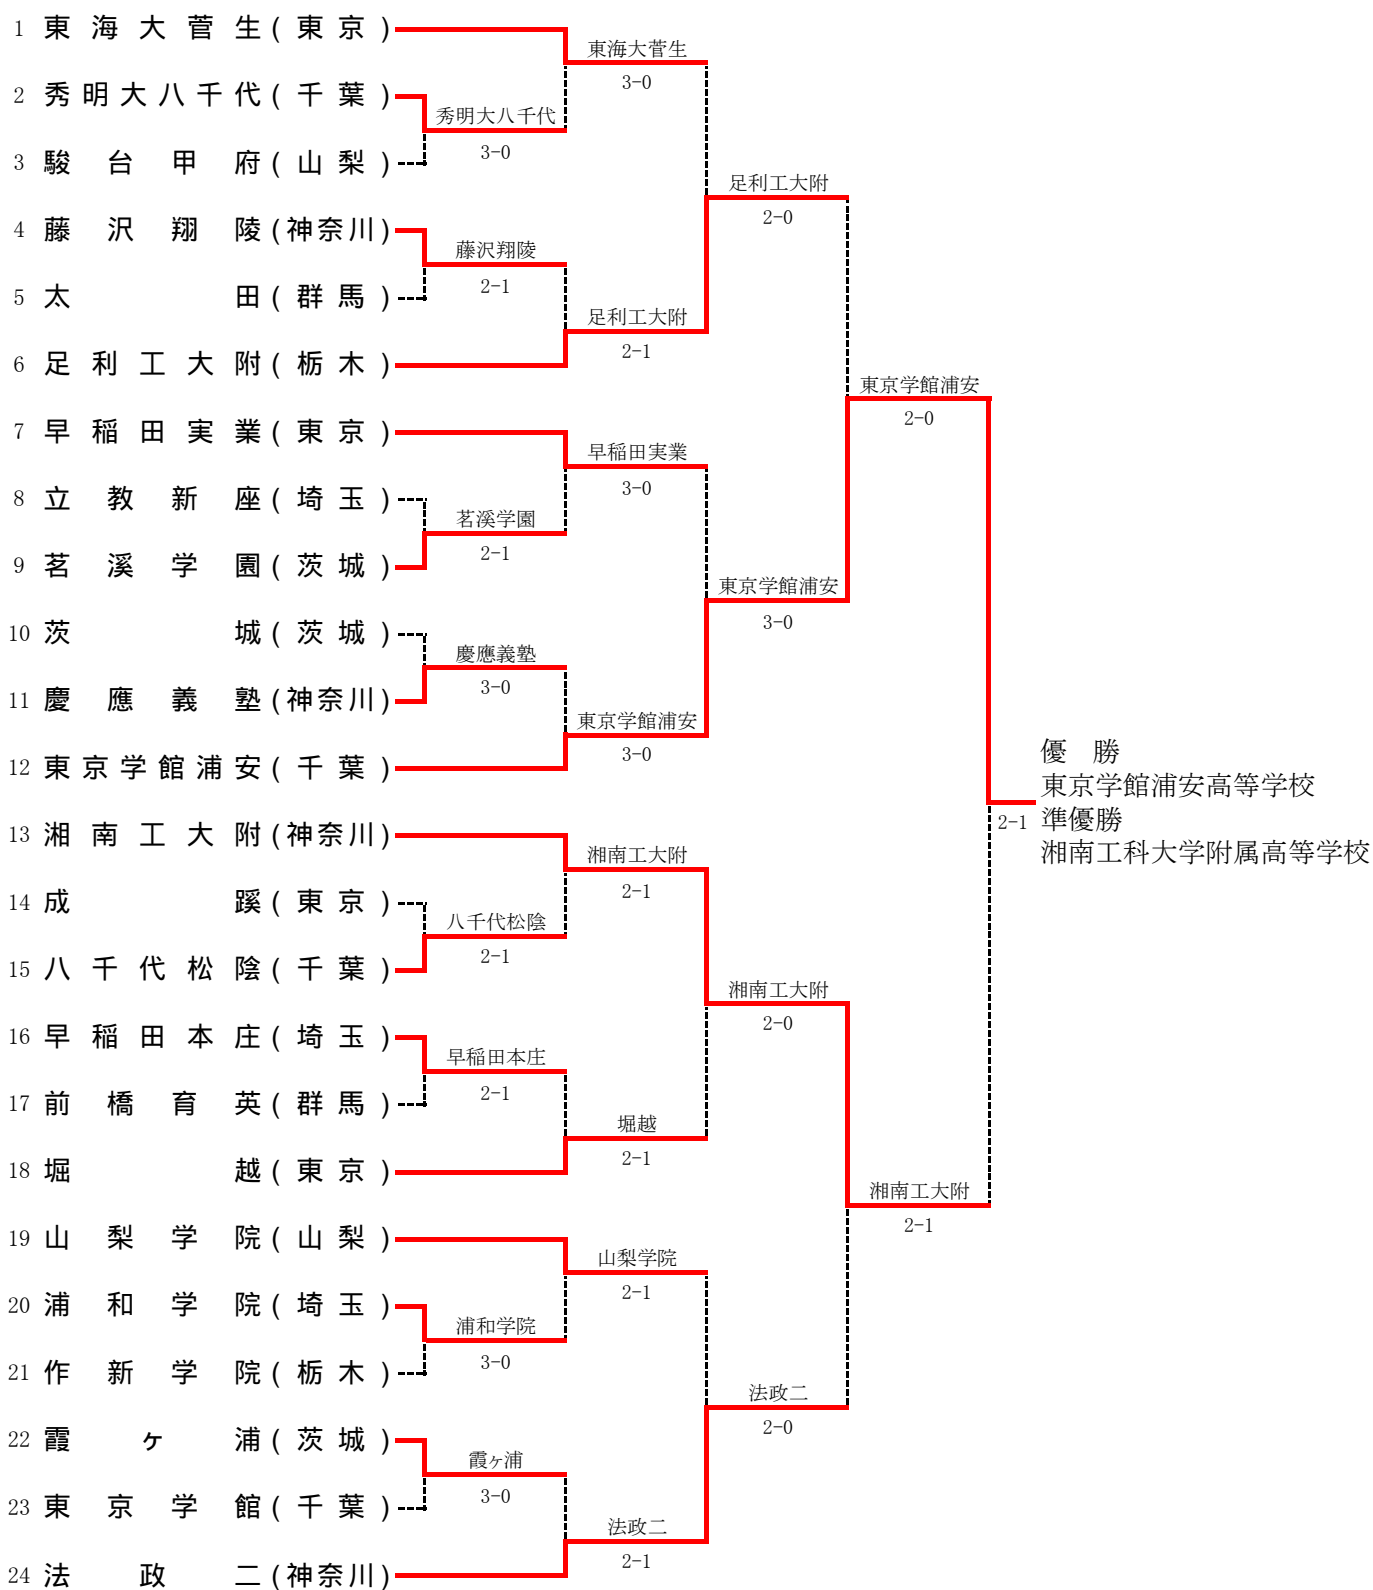 1 東海大菅生(東京)
2 秀明大八千代(千葉)
3 駿台甲府(山梨)
4 藤沢翔陵(神奈川)
5 太田(群馬)
6 足利工大附(栃木)
7 早稲田実業(東京)
8 立教新座(埼玉)
9 茗溪学園(茨城)
10 茨城(茨城)
11 慶應義塾(神奈川)
12 東京学館浦安(千葉)
13 湘南工大附(神奈川)
14 成蹊(東京)
15 八千代松陰(千葉)
16 早稲田本庄(埼玉)
17 前橋育英(群馬)
18 堀越(東京)
19 山梨学院(山梨)
20 浦和学院(埼玉)
21 作新学院(栃木)
22 霞ヶ浦(茨城)
23 東京学館(千葉)
24 法政二(神奈川)
秀明大八千代
3-0
藤沢翔陵
2-1
茗溪学園
2-1
慶應義塾
3-0
八千代松陰
2-1
早稲田本庄
2-1
浦和学院
3-0
霞ヶ浦
3-0
東海大菅生
3-0
足利工大附
2-1
早稲田実業
3-0
東京学館浦安
3-0
湘南工大附
2-1
堀越
2-1
山梨学院
2-1
法政二
2-1
足利工大附
2-0
東京学館浦安
3-0
湘南工大附
2-0
法政二
2-0
東京学館浦安
2-0
湘南工大附
2-1
2-1
優 勝
東京学館浦安高等学校
準優勝
湘南工科大学附属高等学校